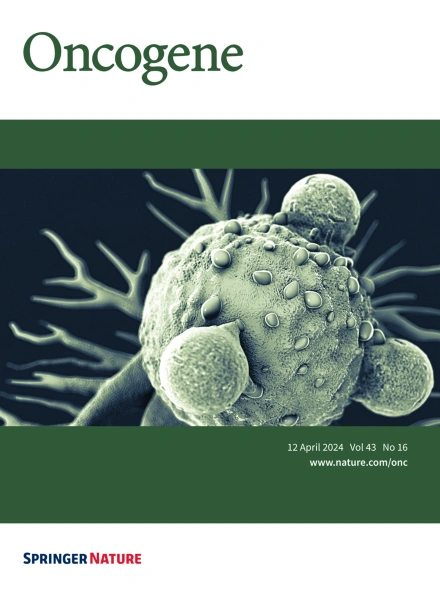 Oncogene
12 April 2024 Vol 43 No 16
www.nature.com/onc
SPRINGER NATURE